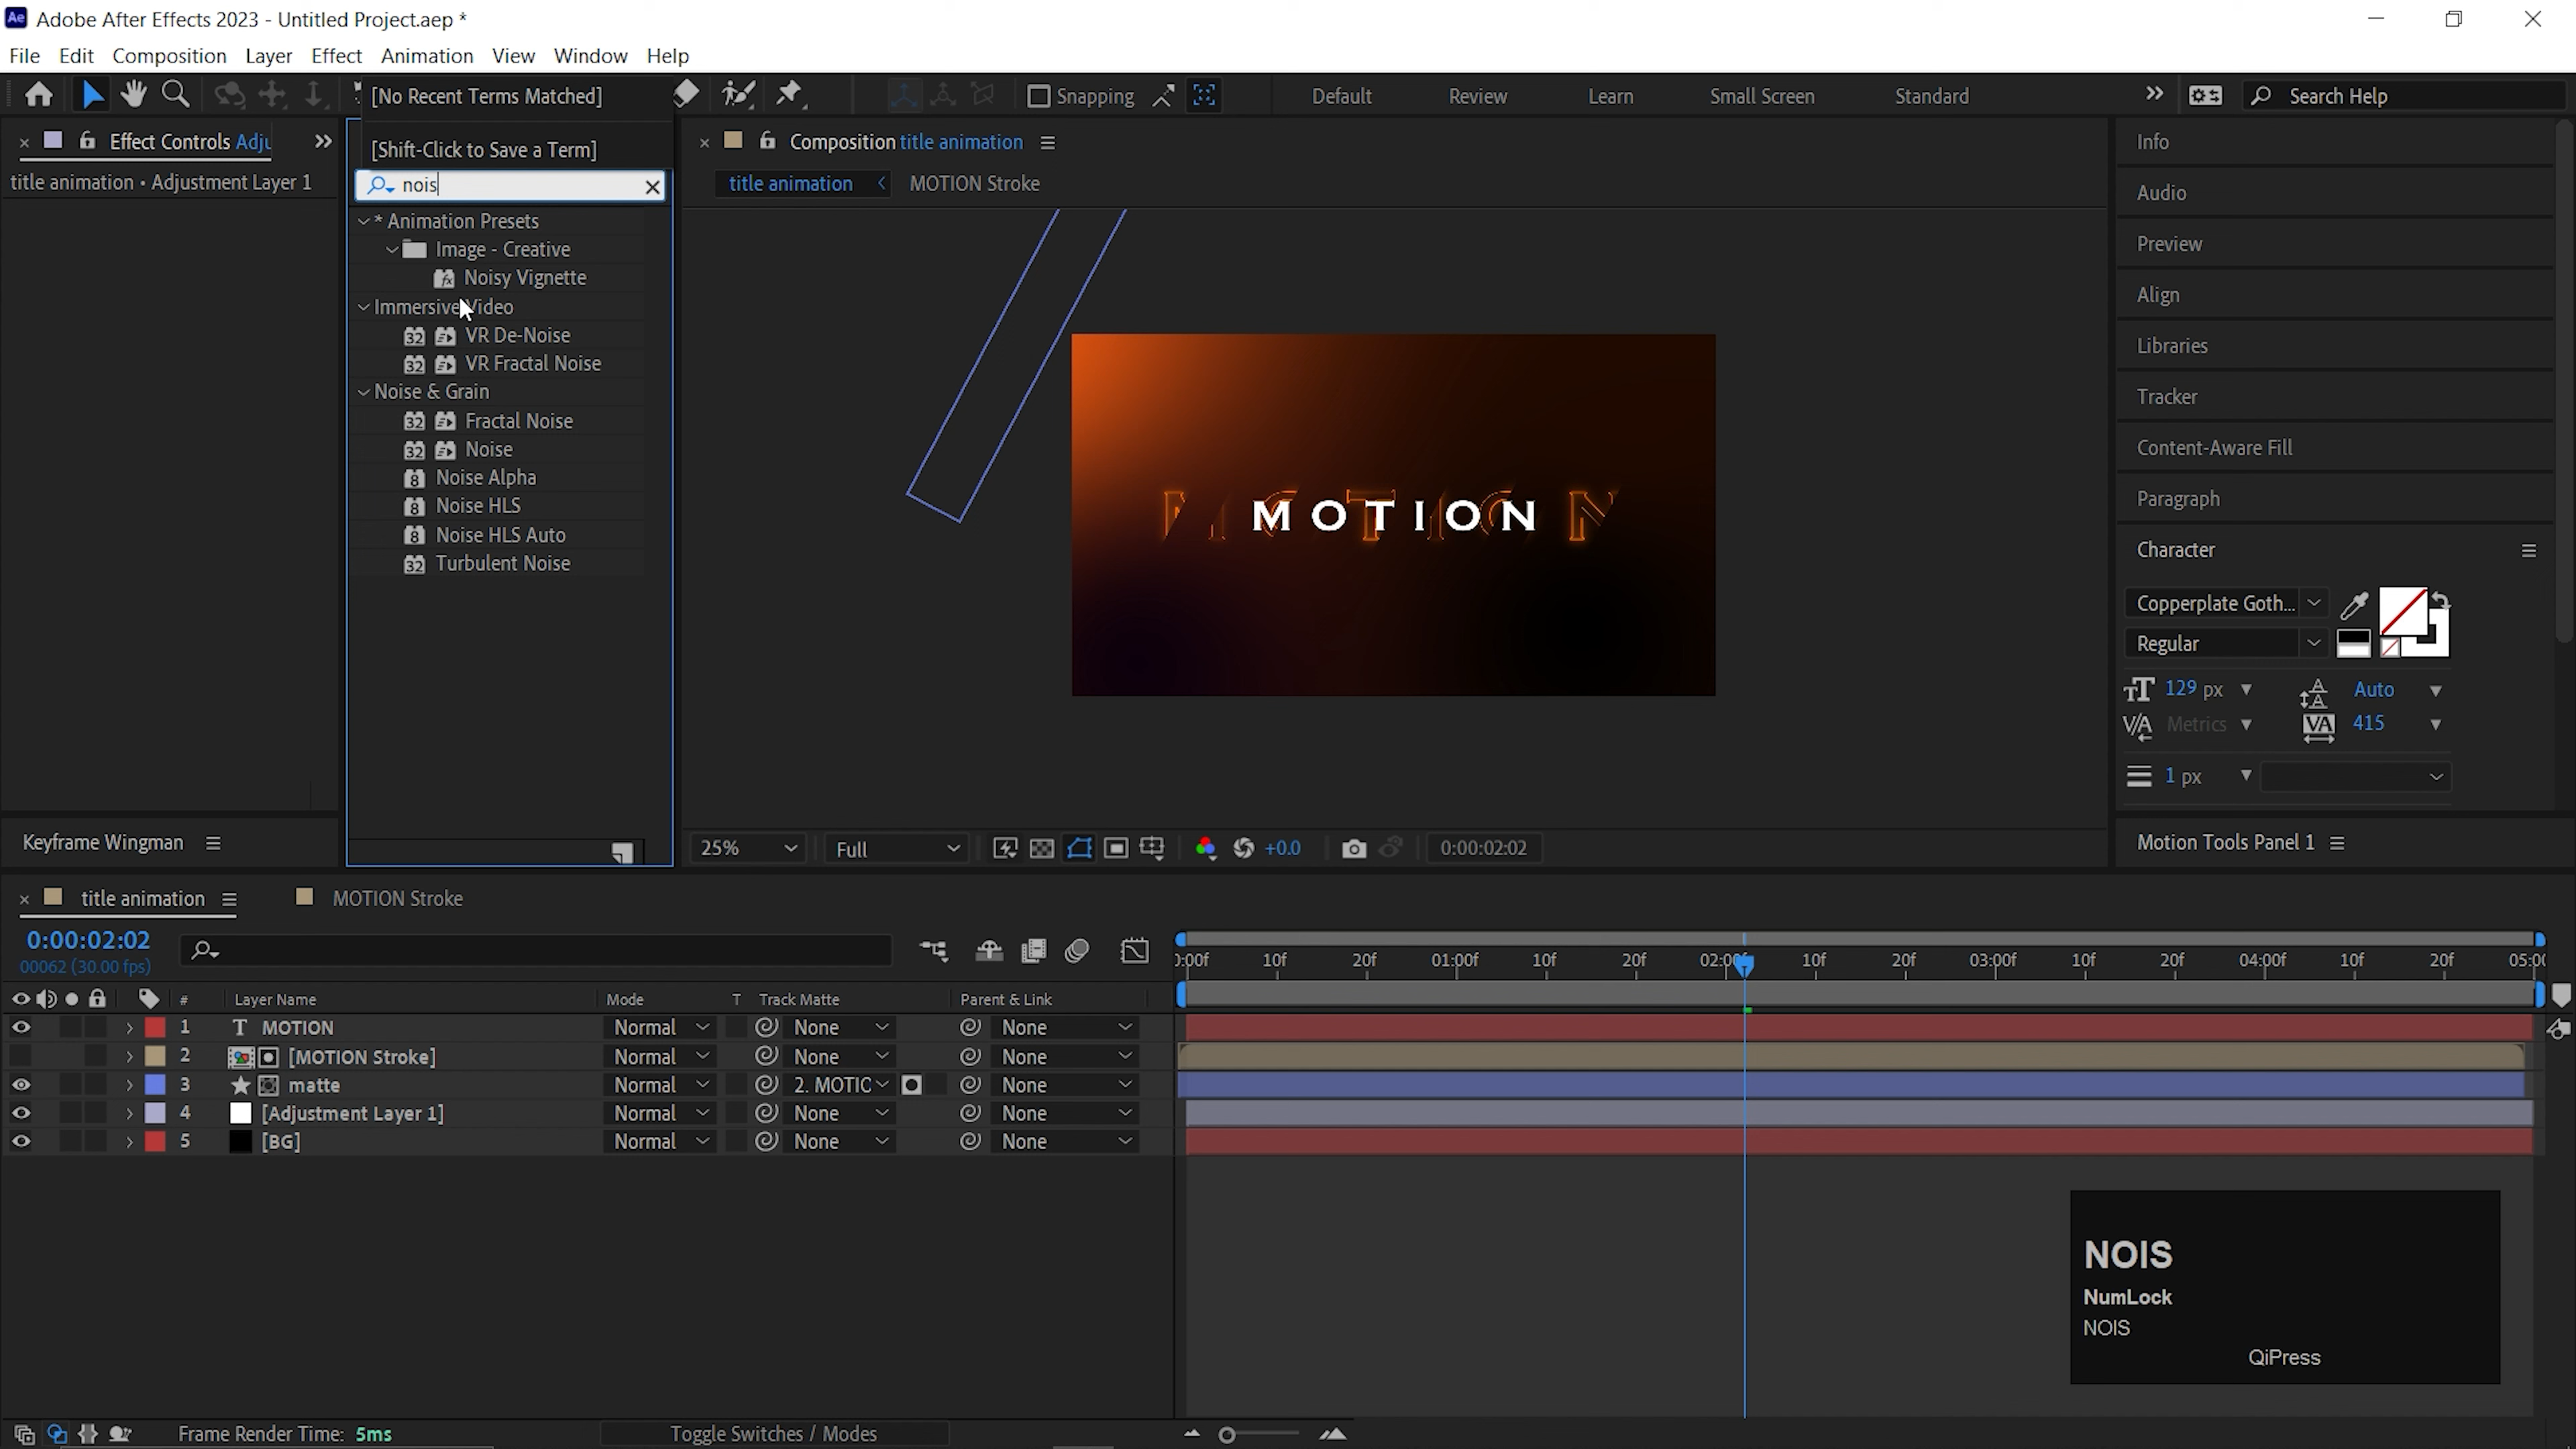 Adobe After Effects 2023 - Untitled Project.aep *
File Edit Composition Layer Effect Animation View Window Help
[No Recent Terms Matched]
Snapping
Default Review Learn Small Screen Standard
Search Help
Effect Controls Adju
[Shift-Click to Save a Term]
Composition title animation
Info
title animation • Adjustment Layer 1
nois
title animation MOTION Stroke
Audio
* Animation Presets
Image - Creative
Noisy Vignette
Immersive Video
VR De-Noise
VR Fractal Noise
Noise & Grain
Fractal Noise
Noise
Noise Alpha
Noise HLS
Noise HLS Auto
Turbulent Noise
MOTION
Preview
Align
Libraries
Tracker
Content-Aware Fill
Paragraph
Character
Copperplate Goth...
Regular
129 px Auto
Metrics 415
1 px
Keyframe Wingman
25% Full +0.0 0:00:02:02
Motion Tools Panel 1
title animation MOTION Stroke
0:00:02:02
00062 (30.00 fps)
0:00f 10f 20f 01:00f 10f 20f 02:00f 10f 20f 03:00f 10f 20f 04:00f 10f 20f 05:00
# Layer Name Mode T Track Matte Parent & Link
1 T MOTION Normal None None
2 [MOTION Stroke] Normal None None
3 matte Normal 2. MOTIC None
4 [Adjustment Layer 1] Normal None None
5 [BG] Normal None None
NOIS
NumLock
NOIS
QiPress
Frame Render Time: 5ms Toggle Switches / Modes